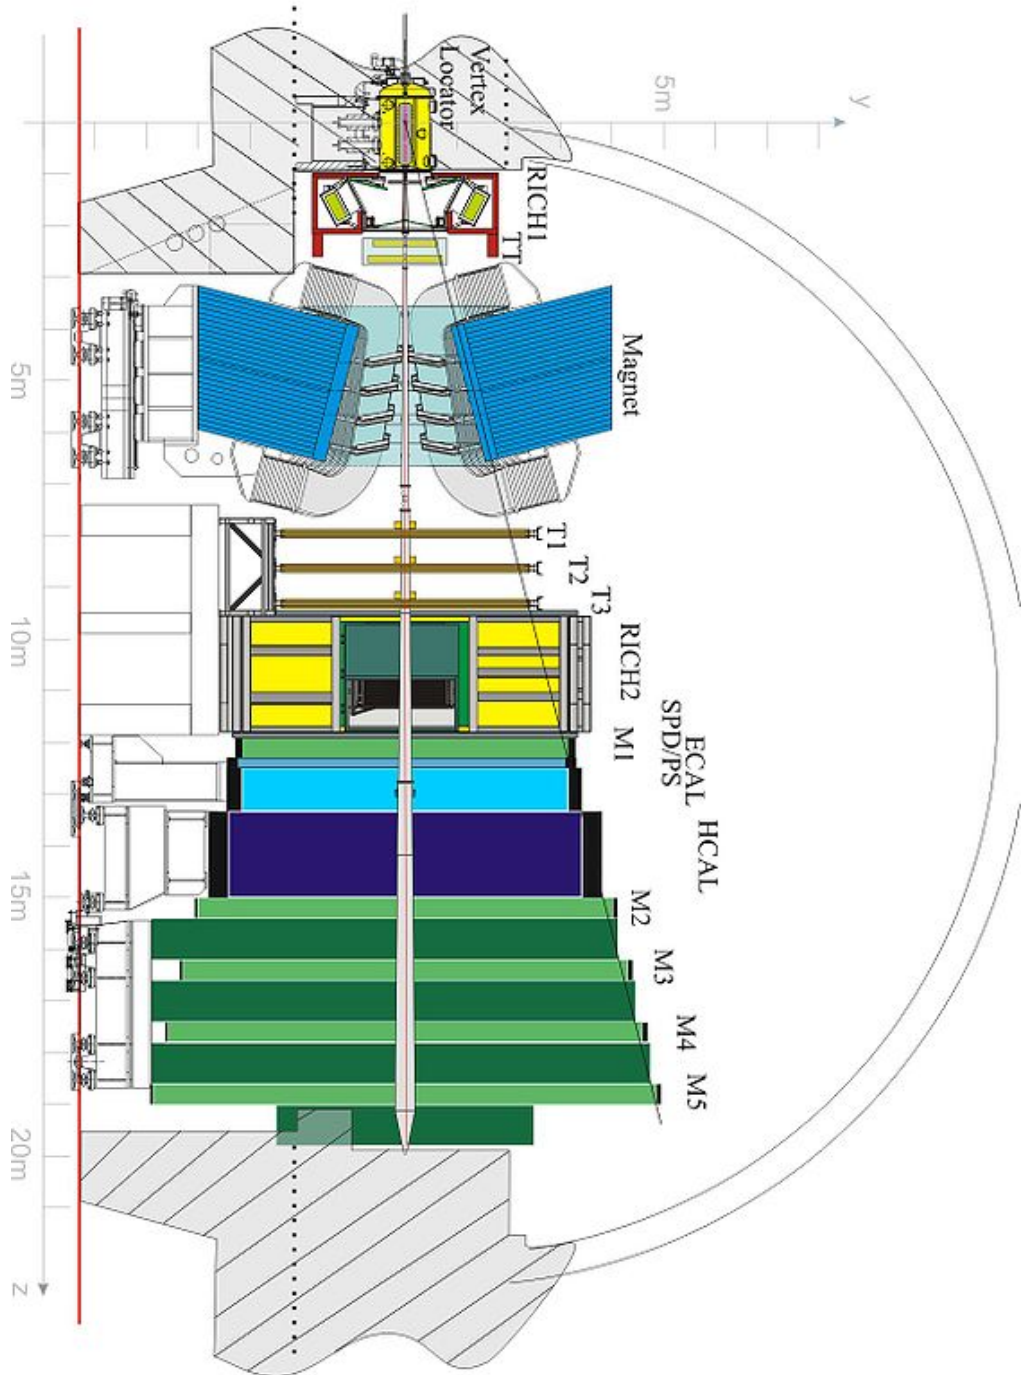 y
5m
Vertex
Locator
RICH1
TT
Magnet
T1
T2
T3
RICH2
M1
SPD/PS
ECAL
HCAL
M2
M3
M4
M5
5m
10m
15m
20m
z